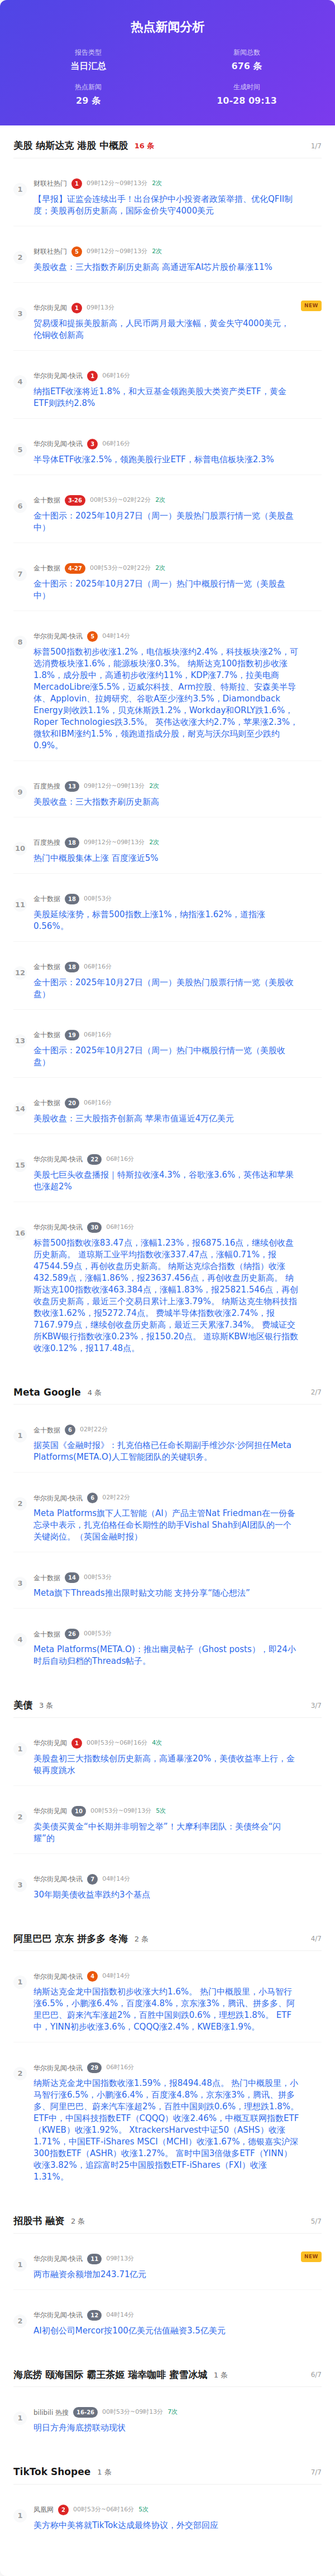 热点新闻分析
报告类型
当日汇总
新闻总数
676 条
热点新闻
29 条
生成时间
10-28 09:13
美股 纳斯达克 港股 中概股 16 条 1/7
1 财联社热门 1 09时12分~09时13分 2次
【早报】证监会连续出手！出台保护中小投资者政策举措、优化QFII制
度；美股再创历史新高，国际金价失守4000美元
2 财联社热门 5 09时12分~09时13分 2次
美股收盘：三大指数齐刷历史新高 高通进军AI芯片股价暴涨11%
3 华尔街见闻 1 09时13分 NEW
贸易缓和提振美股新高，人民币两月最大涨幅，黄金失守4000美元，
伦铜收创新高
4 华尔街见闻-快讯 1 06时16分
纳指ETF收涨将近1.8%，和大豆基金领跑美股大类资产类ETF，黄金
ETF则跌约2.8%
5 华尔街见闻-快讯 3 06时16分
半导体ETF收涨2.5%，领跑美股行业ETF，标普电信板块涨2.3%
6 金十数据 3-26 00时53分~02时22分 2次
金十图示：2025年10月27日（周一）美股热门股票行情一览（美股盘
中）
7 金十数据 4-27 00时53分~02时22分 2次
金十图示：2025年10月27日（周一）热门中概股行情一览（美股盘
中）
8 华尔街见闻-快讯 5 04时14分
标普500指数初步收涨1.2%，电信板块涨约2.4%，科技板块涨2%，可
选消费板块涨1.6%，能源板块涨0.3%。 纳斯达克100指数初步收涨
1.8%，成分股中，高通初步收涨约11%，KDP涨7.7%，拉美电商
MercadoLibre涨5.5%，迈威尔科技、Arm控股、特斯拉、安森美半导
体、Applovin、拉姆研究、谷歌A至少涨约3.5%，Diamondback
Energy则收跌1.1%，贝克休斯跌1.2%，Workday和ORLY跌1.6%，
Roper Technologies跌3.5%。 英伟达收涨大约2.7%，苹果涨2.3%，
微软和IBM涨约1.5%，领跑道指成分股，耐克与沃尔玛则至少跌约
0.9%。
9 百度热搜 13 09时12分~09时13分 2次
美股收盘：三大指数齐刷历史新高
10 百度热搜 18 09时12分~09时13分 2次
热门中概股集体上涨 百度涨近5%
11 金十数据 18 00时53分
美股延续涨势，标普500指数上涨1%，纳指涨1.62%，道指涨
0.56%。
12 金十数据 18 06时16分
金十图示：2025年10月27日（周一）美股热门股票行情一览（美股收
盘）
13 金十数据 19 06时16分
金十图示：2025年10月27日（周一）热门中概股行情一览（美股收
盘）
14 金十数据 20 06时16分
美股收盘：三大股指齐创新高 苹果市值逼近4万亿美元
15 华尔街见闻-快讯 22 06时16分
美股七巨头收盘播报｜特斯拉收涨4.3%，谷歌涨3.6%，英伟达和苹果
也涨超2%
16 华尔街见闻-快讯 30 06时16分
标普500指数收涨83.47点，涨幅1.23%，报6875.16点，继续创收盘
历史新高。 道琼斯工业平均指数收涨337.47点，涨幅0.71%，报
47544.59点，再创收盘历史新高。 纳斯达克综合指数（纳指）收涨
432.589点，涨幅1.86%，报23637.456点，再创收盘历史新高。 纳
斯达克100指数收涨463.384点，涨幅1.83%，报25821.546点，再创
收盘历史新高，最近三个交易日累计上涨3.79%。 纳斯达克生物科技指
数收涨1.62%，报5272.74点。 费城半导体指数收涨2.74%，报
7167.979点，继续创收盘历史新高，最近三天累涨7.34%。 费城证交
所KBW银行指数收涨0.23%，报150.20点。 道琼斯KBW地区银行指数
收涨0.12%，报117.48点。
Meta Google 4 条 2/7
1 金十数据 6 02时22分
据英国《金融时报》：扎克伯格已任命长期副手维沙尔·沙阿担任Meta
Platforms(META.O)人工智能团队的关键职务。
2 华尔街见闻-快讯 6 02时22分
Meta Platforms旗下人工智能（AI）产品主管Nat Friedman在一份备
忘录中表示，扎克伯格任命长期性的助手Vishal Shah到AI团队的一个
关键岗位。（英国金融时报）
3 金十数据 14 00时53分
Meta旗下Threads推出限时贴文功能 支持分享“随心想法”
4 金十数据 26 00时53分
Meta Platforms(META.O)：推出幽灵帖子（Ghost posts），即24小
时后自动归档的Threads帖子。
美债 3 条 3/7
1 华尔街见闻 1 00时53分~06时16分 4次
美股盘初三大指数续创历史新高，高通暴涨20%，美债收益率上行，金
银再度跳水
2 华尔街见闻 10 00时53分~09时13分 5次
卖美债买黄金“中长期并非明智之举”！大摩利率团队：美债终会“闪
耀”的
3 华尔街见闻-快讯 7 04时14分
30年期美债收益率跌约3个基点
阿里巴巴 京东 拼多多 冬海 2 条 4/7
1 华尔街见闻-快讯 4 04时14分
纳斯达克金龙中国指数初步收涨大约1.6%。 热门中概股里，小马智行
涨6.5%，小鹏涨6.4%，百度涨4.8%，京东涨3%，腾讯、拼多多、阿
里巴巴、蔚来汽车涨超2%，百胜中国则跌0.6%，理想跌1.8%。 ETF
中，YINN初步收涨3.6%，CQQQ涨2.4%，KWEB涨1.9%。
2 华尔街见闻-快讯 29 06时16分
纳斯达克金龙中国指数收涨1.59%，报8494.48点。 热门中概股里，小
马智行涨6.5%，小鹏涨6.4%，百度涨4.8%，京东涨3%，腾讯、拼多
多、阿里巴巴、蔚来汽车涨超2%，百胜中国则跌0.6%，理想跌1.8%。
ETF中，中国科技指数ETF（CQQQ）收涨2.46%，中概互联网指数ETF
（KWEB）收涨1.92%。 XtrackersHarvest中证50（ASHS）收涨
1.71%，中国ETF-iShares MSCI（MCHI）收涨1.67%，德银嘉实沪深
300指数ETF（ASHR）收涨1.27%。 富时中国3倍做多ETF（YINN）
收涨3.82%，追踪富时25中国股指数ETF-iShares（FXI）收涨
1.31%。
招股书 融资 2 条 5/7
1 华尔街见闻-快讯 11 09时13分 NEW
两市融资余额增加243.71亿元
2 华尔街见闻-快讯 12 04时14分
AI初创公司Mercor按100亿美元估值融资3.5亿美元
海底捞 颐海国际 霸王茶姬 瑞幸咖啡 蜜雪冰城 1 条 6/7
1 bilibili 热搜 16-26 00时53分~09时13分 7次
明日方舟海底捞联动现状
TikTok Shopee 1 条 7/7
1 凤凰网 2 00时53分~06时16分 5次
美方称中美将就TikTok达成最终协议，外交部回应